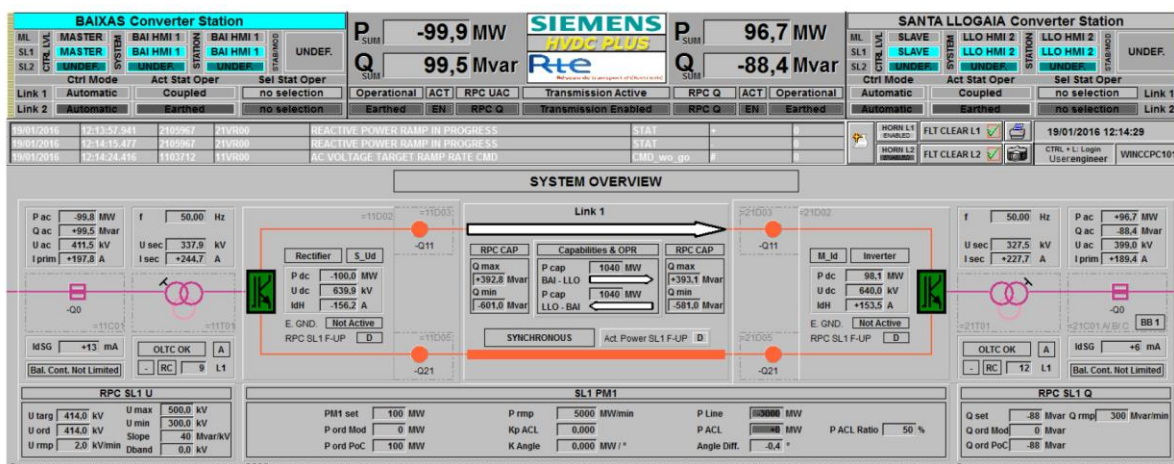 BAIXAS Converter Station
ML MASTER BAI HMI 1 BAI HMI 1
SL1 MASTER BAI HMI 1 BAI HMI 1 UNDEF.
SL2 UNDEF. UNDEF. UNDEF.
CTRL LVL SYSTEM STATION STAB/MOD
Ctrl Mode Act Stat Oper Sel Stat Oper
Link 1 Automatic Coupled no selection
Link 2 Automatic Earthed no selection
P SUM -99,9 MW
Q SUM 99,5 Mvar
SIEMENS
HVDC PLUS
Rte
Réseau de transport d'électricité
P SUM 96,7 MW
Q SUM -88,4 Mvar
Operational ACT RPC UAC Transmission Active RPC Q ACT Operational
Earthed EN RPC Q Transmission Enabled RPC Q EN Earthed
SANTA LLOGAIA Converter Station
ML SLAVE LLO HMI 2 LLO HMI 2
SL1 SLAVE LLO HMI 2 LLO HMI 2 UNDEF.
SL2 UNDEF. UNDEF. UNDEF.
CTRL LVL SYSTEM STATION STAB/MOD
Ctrl Mode Act Stat Oper Sel Stat Oper
Automatic Coupled no selection Link 1
Automatic Earthed no selection Link 2
19/01/2016 12:13:57.941 2105967 21VR00 REACTIVE POWER RAMP IN PROGRESS STAT + 0
19/01/2016 12:14:15.477 2105967 21VR00 REACTIVE POWER RAMP IN PROGRESS STAT - 0
19/01/2016 12:14:24.416 1103712 11VR00 AC VOLTAGE TARGET RAMP RATE CMD CMD_wo_go # 0
HORN L1 ENABLED FLT CLEAR L1 19/01/2016 12:14:29
HORN L2 ENABLED FLT CLEAR L2 CTRL + L: Login User:engineer WINCCPC101
SYSTEM OVERVIEW
P ac -99.8 MW
Q ac +99,5 Mvar
U ac 411,5 kV
I prim +197,8 A
f 50,00 Hz
U sec 337,9 kV
I sec +244,7 A
-Q0
=11C01
=11T01
IdSG +13 mA
Bal. Cont. Not Limited
OLTC OK A
- RC 9 L1
=11D02
=11D03
-Q11
Rectifier S_Ud
P dc -100,0 MW
U dc 639,9 kV
IdH -156,2 A
E. GND. Not Active
RPC SL1 F-UP D
=11D05
-Q21
Link 1
RPC CAP
Q max
+392,8 Mvar
Q min
-601,0 Mvar
Capabilities & OPR
P cap 1040 MW
BAI - LLO
P cap 1040 MW
LLO - BAI
RPC CAP
Q max
+393,1 Mvar
Q min
-581,0 Mvar
SYNCHRONOUS Act. Power SL1 F-UP D
=21D03
=21D02
-Q11
M_Id Inverter
P dc 98,1 MW
U dc 640,0 kV
IdH +153,5 A
E. GND. Not Active
RPC SL1 F-UP D
=21D05
-Q21
f 50,00 Hz
U sec 327,5 kV
I sec +227,7 A
P ac +96,7 MW
Q ac -88,4 Mvar
U ac 399,0 kV
I prim +189,4 A
-Q0
=21T01
=21C01.A/B/C BB 1
OLTC OK A
- RC 12 L1
IdSG +6 mA
Bal. Cont. Not Limited
RPC SL1 U
U targ 414,0 kV U max 500,0 kV
U ord 414,0 kV U min 300,0 kV
Slope 40 Mvar/kV
U rmp 2,0 kV/min Dband 0,0 kV
SL1 PM1
PM1 set 100 MW P rmp 5000 MW/min P Line -3000 MW
P ord Mod 0 MW Kp ACL 0,000 P ACL +0 MW P ACL Ratio 50 %
P ord PoC 100 MW K Angle 0,000 MW / ° Angle Diff. -0,4 °
RPC SL1 Q
Q set -88 Mvar Q rmp 300 Mvar/min
Q ord Mod 0 Mvar
Q ord PoC -88 Mvar